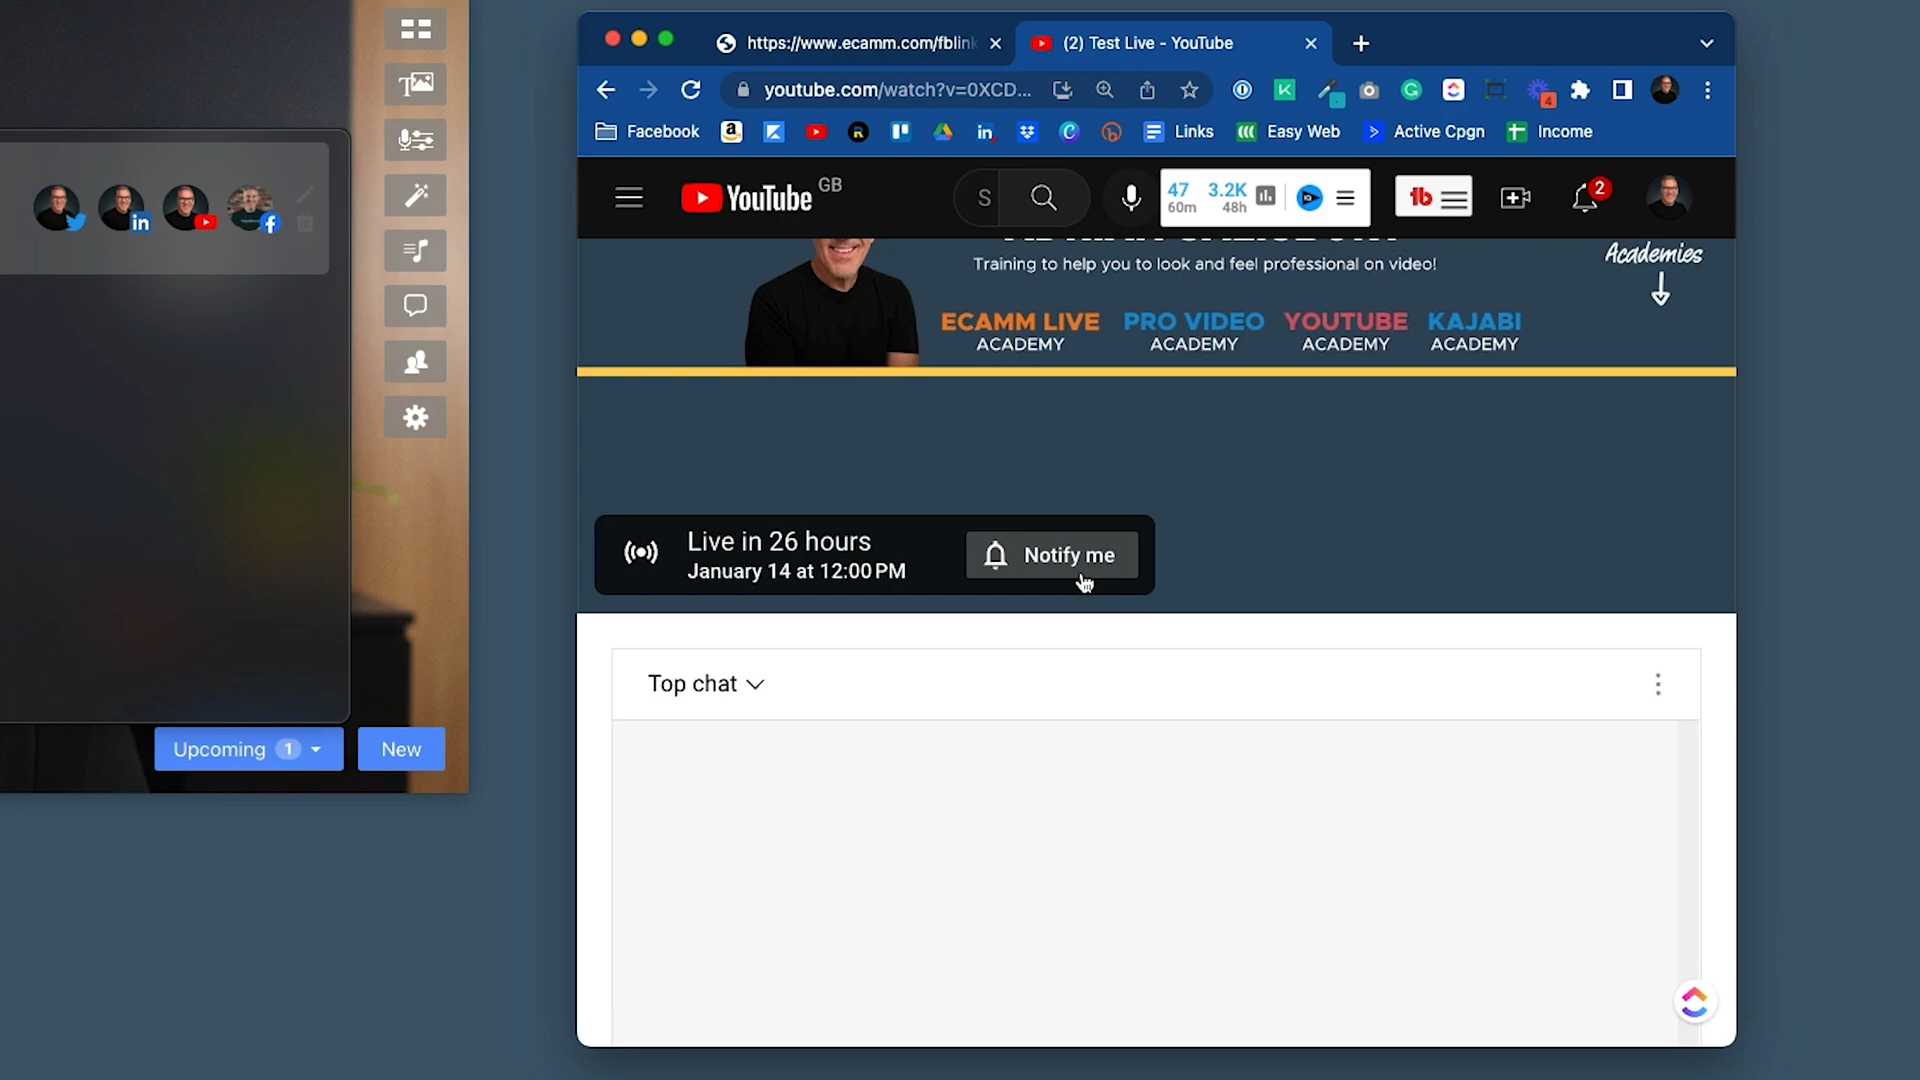 https://www.ecamm.com/fblink
(2) Test Live - YouTube
youtube.com/watch?v=0XCD...
4
Facebook
Links
Easy Web
Active Cpgn
Income
YouTube GB
S
47
60m
3.2K
48h
tb
2
Training to help you to look and feel professional on video!
Academies
ECAMM LIVE
ACADEMY
PRO VIDEO
ACADEMY
YOUTUBE
ACADEMY
KAJABI
ACADEMY
Live in 26 hours
January 14 at 12:00 PM
Notify me
Top chat
Upcoming 1
New